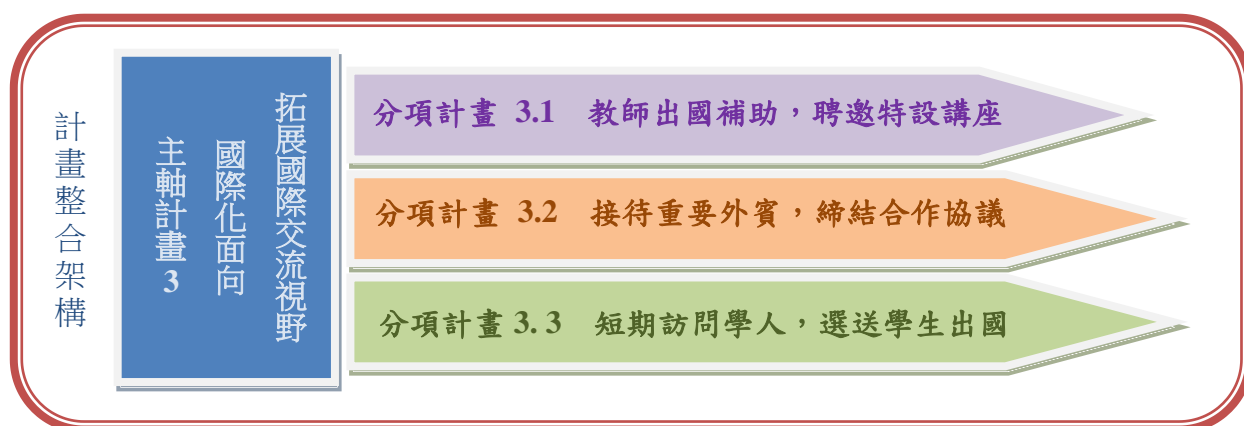 計畫整合架構
主軸計畫 3
國際化面向
拓展國際交流視野
分項計畫 3.1 教師出國補助，聘邀特設講座
分項計畫 3.2 接待重要外賓，締結合作協議
分項計畫 3. 3 短期訪問學人，選送學生出國